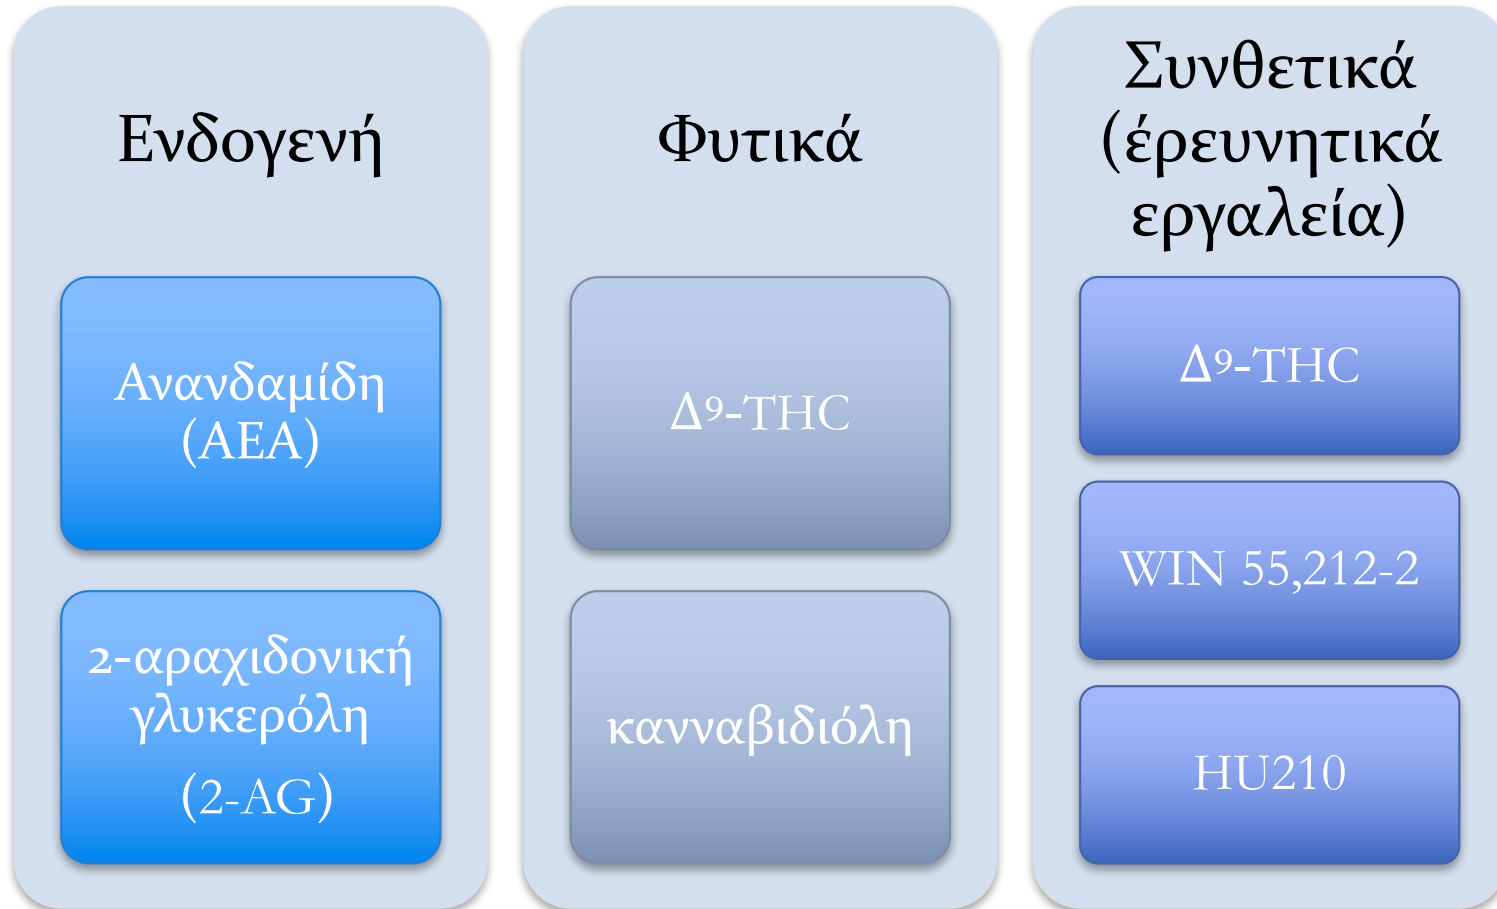 Ενδογενή
Ανανδαμίδη
(AEA)
2-αραχιδονική
γλυκερόλη
(2-AG)
Φυτικά
Δ9-THC
κανναβιδιόλη
Συνθετικά
(έρευνητικά
εργαλεία)
Δ9-THC
WIN 55,212-2
HU210